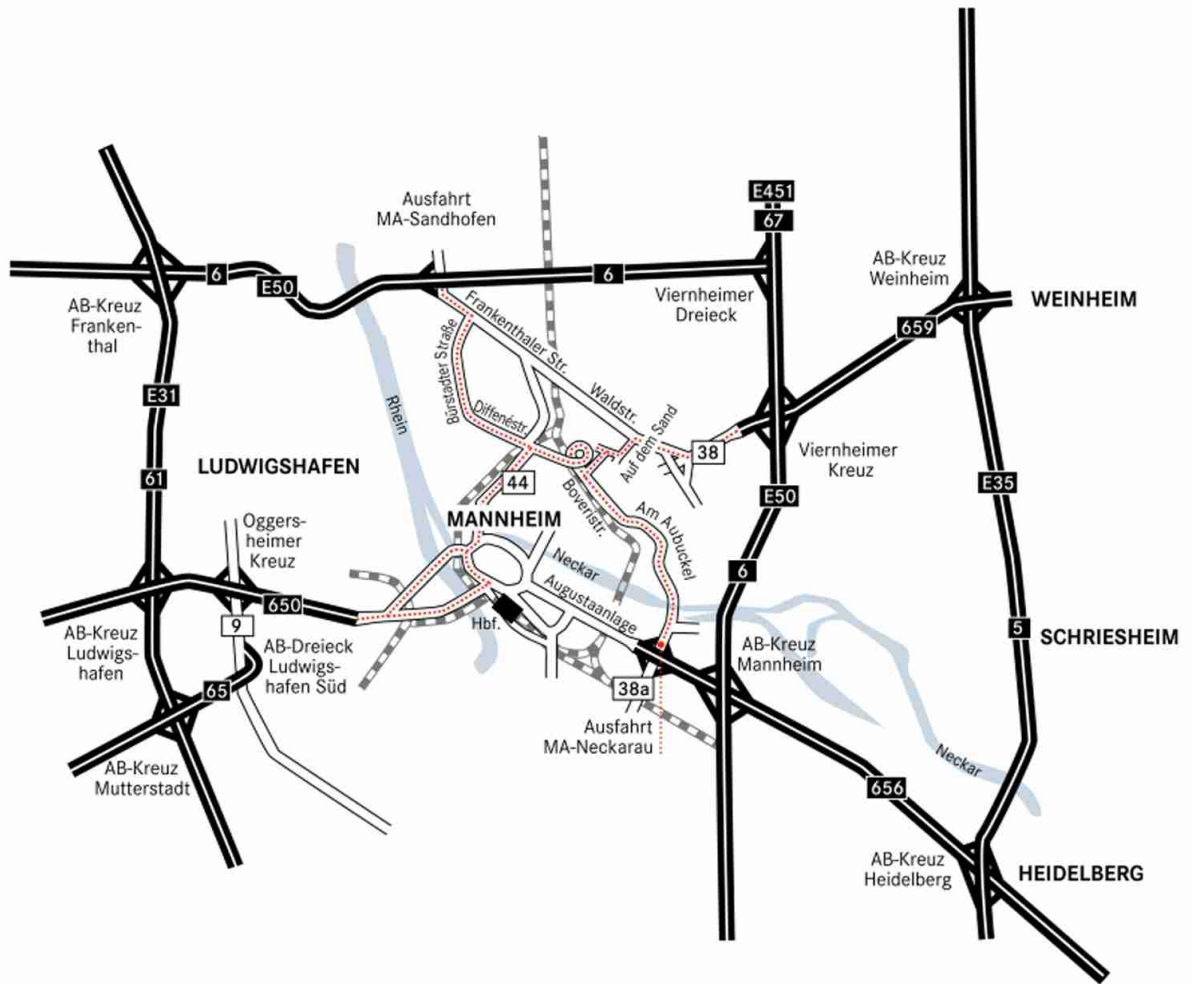 E451
67
Ausfahrt
MA-Sandhofen
AB-Kreuz
Weinheim
6
E50
6
Viernheimer
Dreieck
WEINHEIM
AB-Kreuz
Franken-
thal
659
Frankenthaler Str.
Bürstadter Straße
E31
Rhein
Waldstr.
Diffenéstr.
Auf dem Sand
38
Viernheimer
Kreuz
LUDWIGSHAFEN
61
44
E35
E50
Boveristr.
MANNHEIM
Am Aubuckel
Oggers-
heimer
Kreuz
Neckar
6
650
Augustaanlage
Hbf.
9
5
SCHRIESHEIM
AB-Kreuz
Ludwigs-
hafen
AB-Dreieck
Ludwigs-
hafen Süd
AB-Kreuz
Mannheim
65
38a
Ausfahrt
MA-Neckarau
Neckar
AB-Kreuz
Mutterstadt
656
AB-Kreuz
Heidelberg
HEIDELBERG